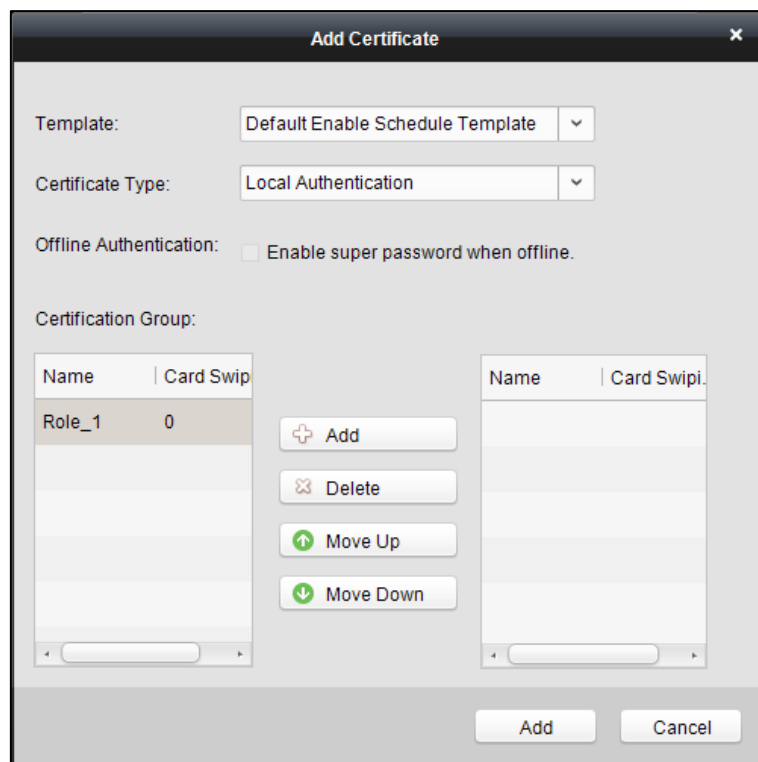 Add Certificate
Template: Default Enable Schedule Template
Certificate Type: Local Authentication
Offline Authentication: Enable super password when offline.
Certification Group:
Name Card Swipi Name Card Swipi.
Role_1 0
Add
Delete
Move Up
Move Down
Add Cancel